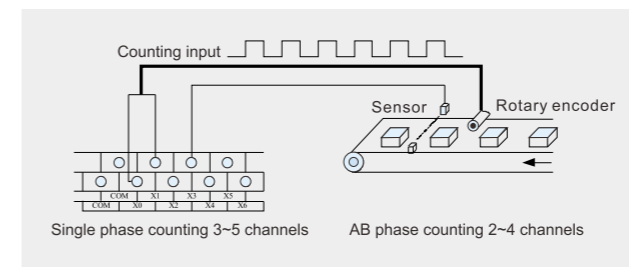 Counting input
Sensor
Rotary encoder
COM X1 X3 X5
COM X0 X2 X4 X6
Single phase counting 3~5 channels
AB phase counting 2~4 channels